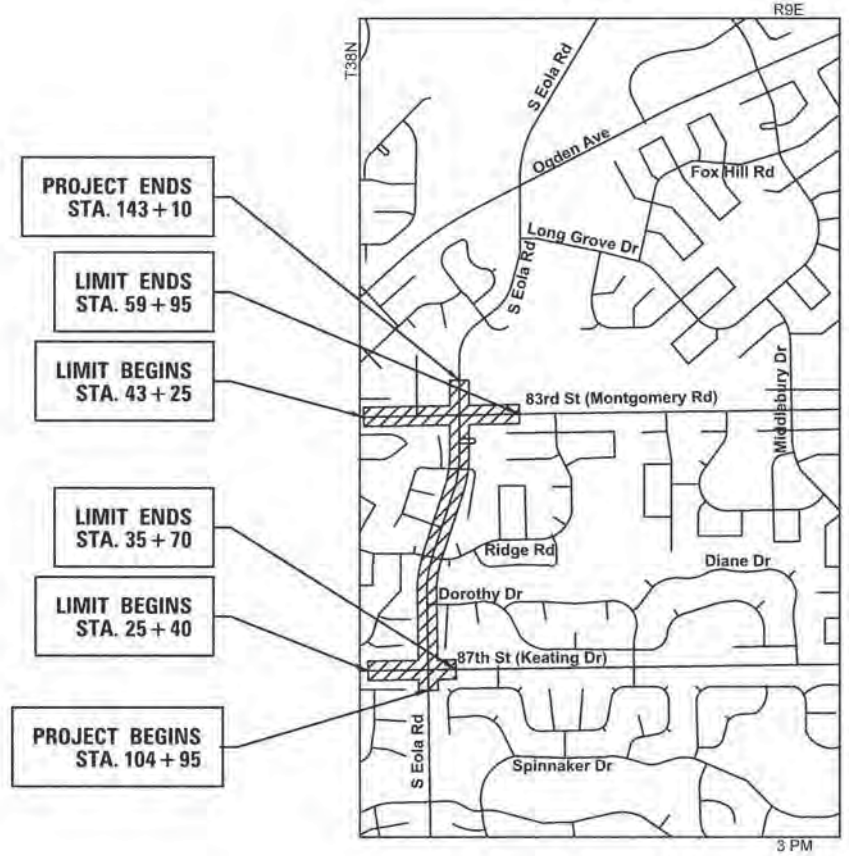 R9E
T38N
S Eola Rd
Ogden Ave
Fox Hill Rd
Long Grove Dr
S Eola Rd
PROJECT ENDS
STA. 143+10
LIMIT ENDS
STA. 59+95
LIMIT BEGINS
STA. 43+25
83rd St (Montgomery Rd)
Middlebury Dr
LIMIT ENDS
STA. 35+70
Ridge Rd
Diane Dr
LIMIT BEGINS
STA. 25+40
Dorothy Dr
87th St (Keating Dr)
PROJECT BEGINS
STA. 104+95
S Eola Rd
Spinnaker Dr
3 PM